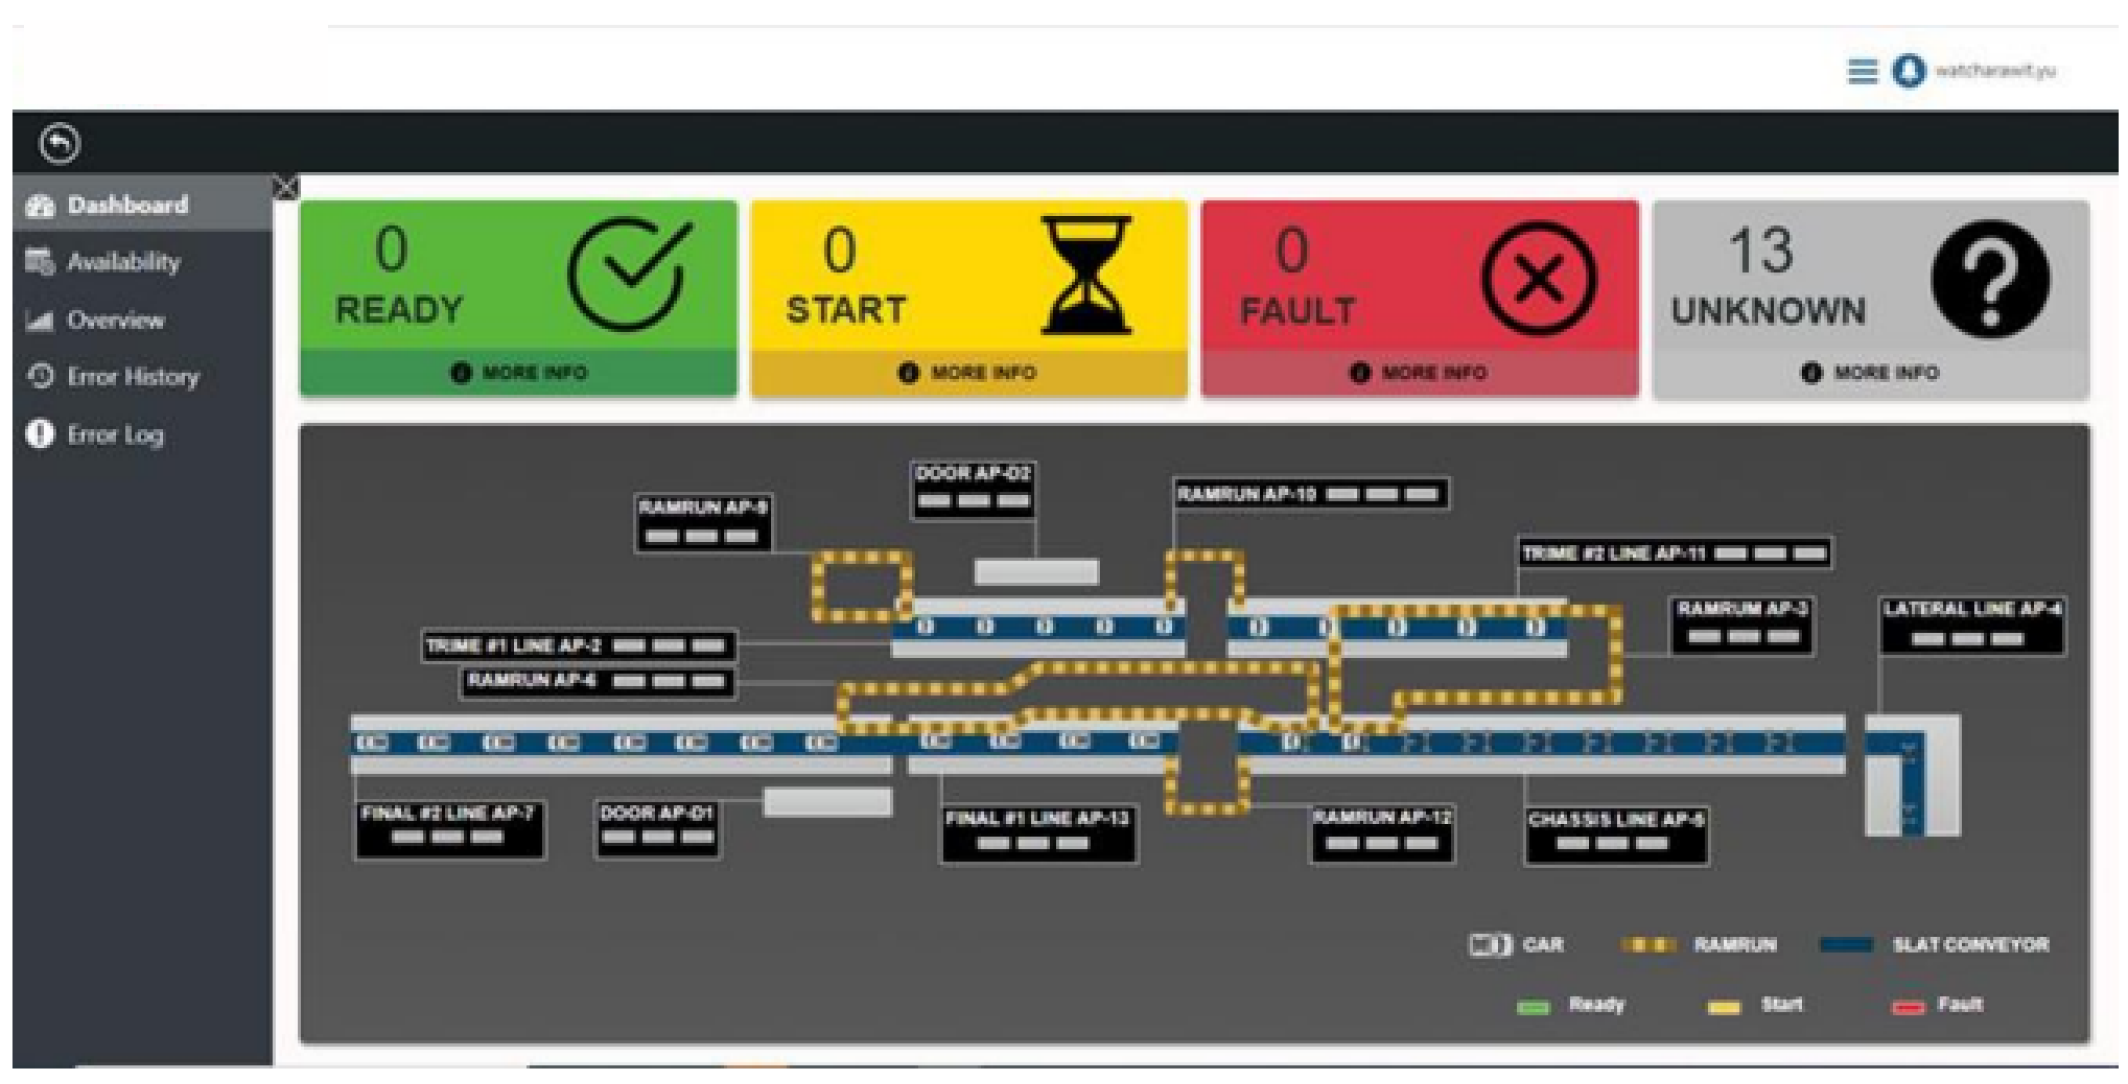 watcharawit.yu
Dashboard
Availability
Overview
Error History
Error Log
0
READY
MORE INFO
0
START
MORE INFO
0
FAULT
MORE INFO
13
UNKNOWN
MORE INFO
DOOR AP-D2
RAMRUN AP-9
RAMRUN AP-10
TRIME #2 LINE AP-11
RAMRUM AP-3
LATERAL LINE AP-4
TRIME #1 LINE AP-2
RAMRUN AP-6
FINAL #2 LINE AP-7
DOOR AP-D1
FINAL #1 LINE AP-13
RAMRUN AP-12
CHASSIS LINE AP-5
CAR
RAMRUN
SLAT CONVEYOR
Ready
Start
Fault